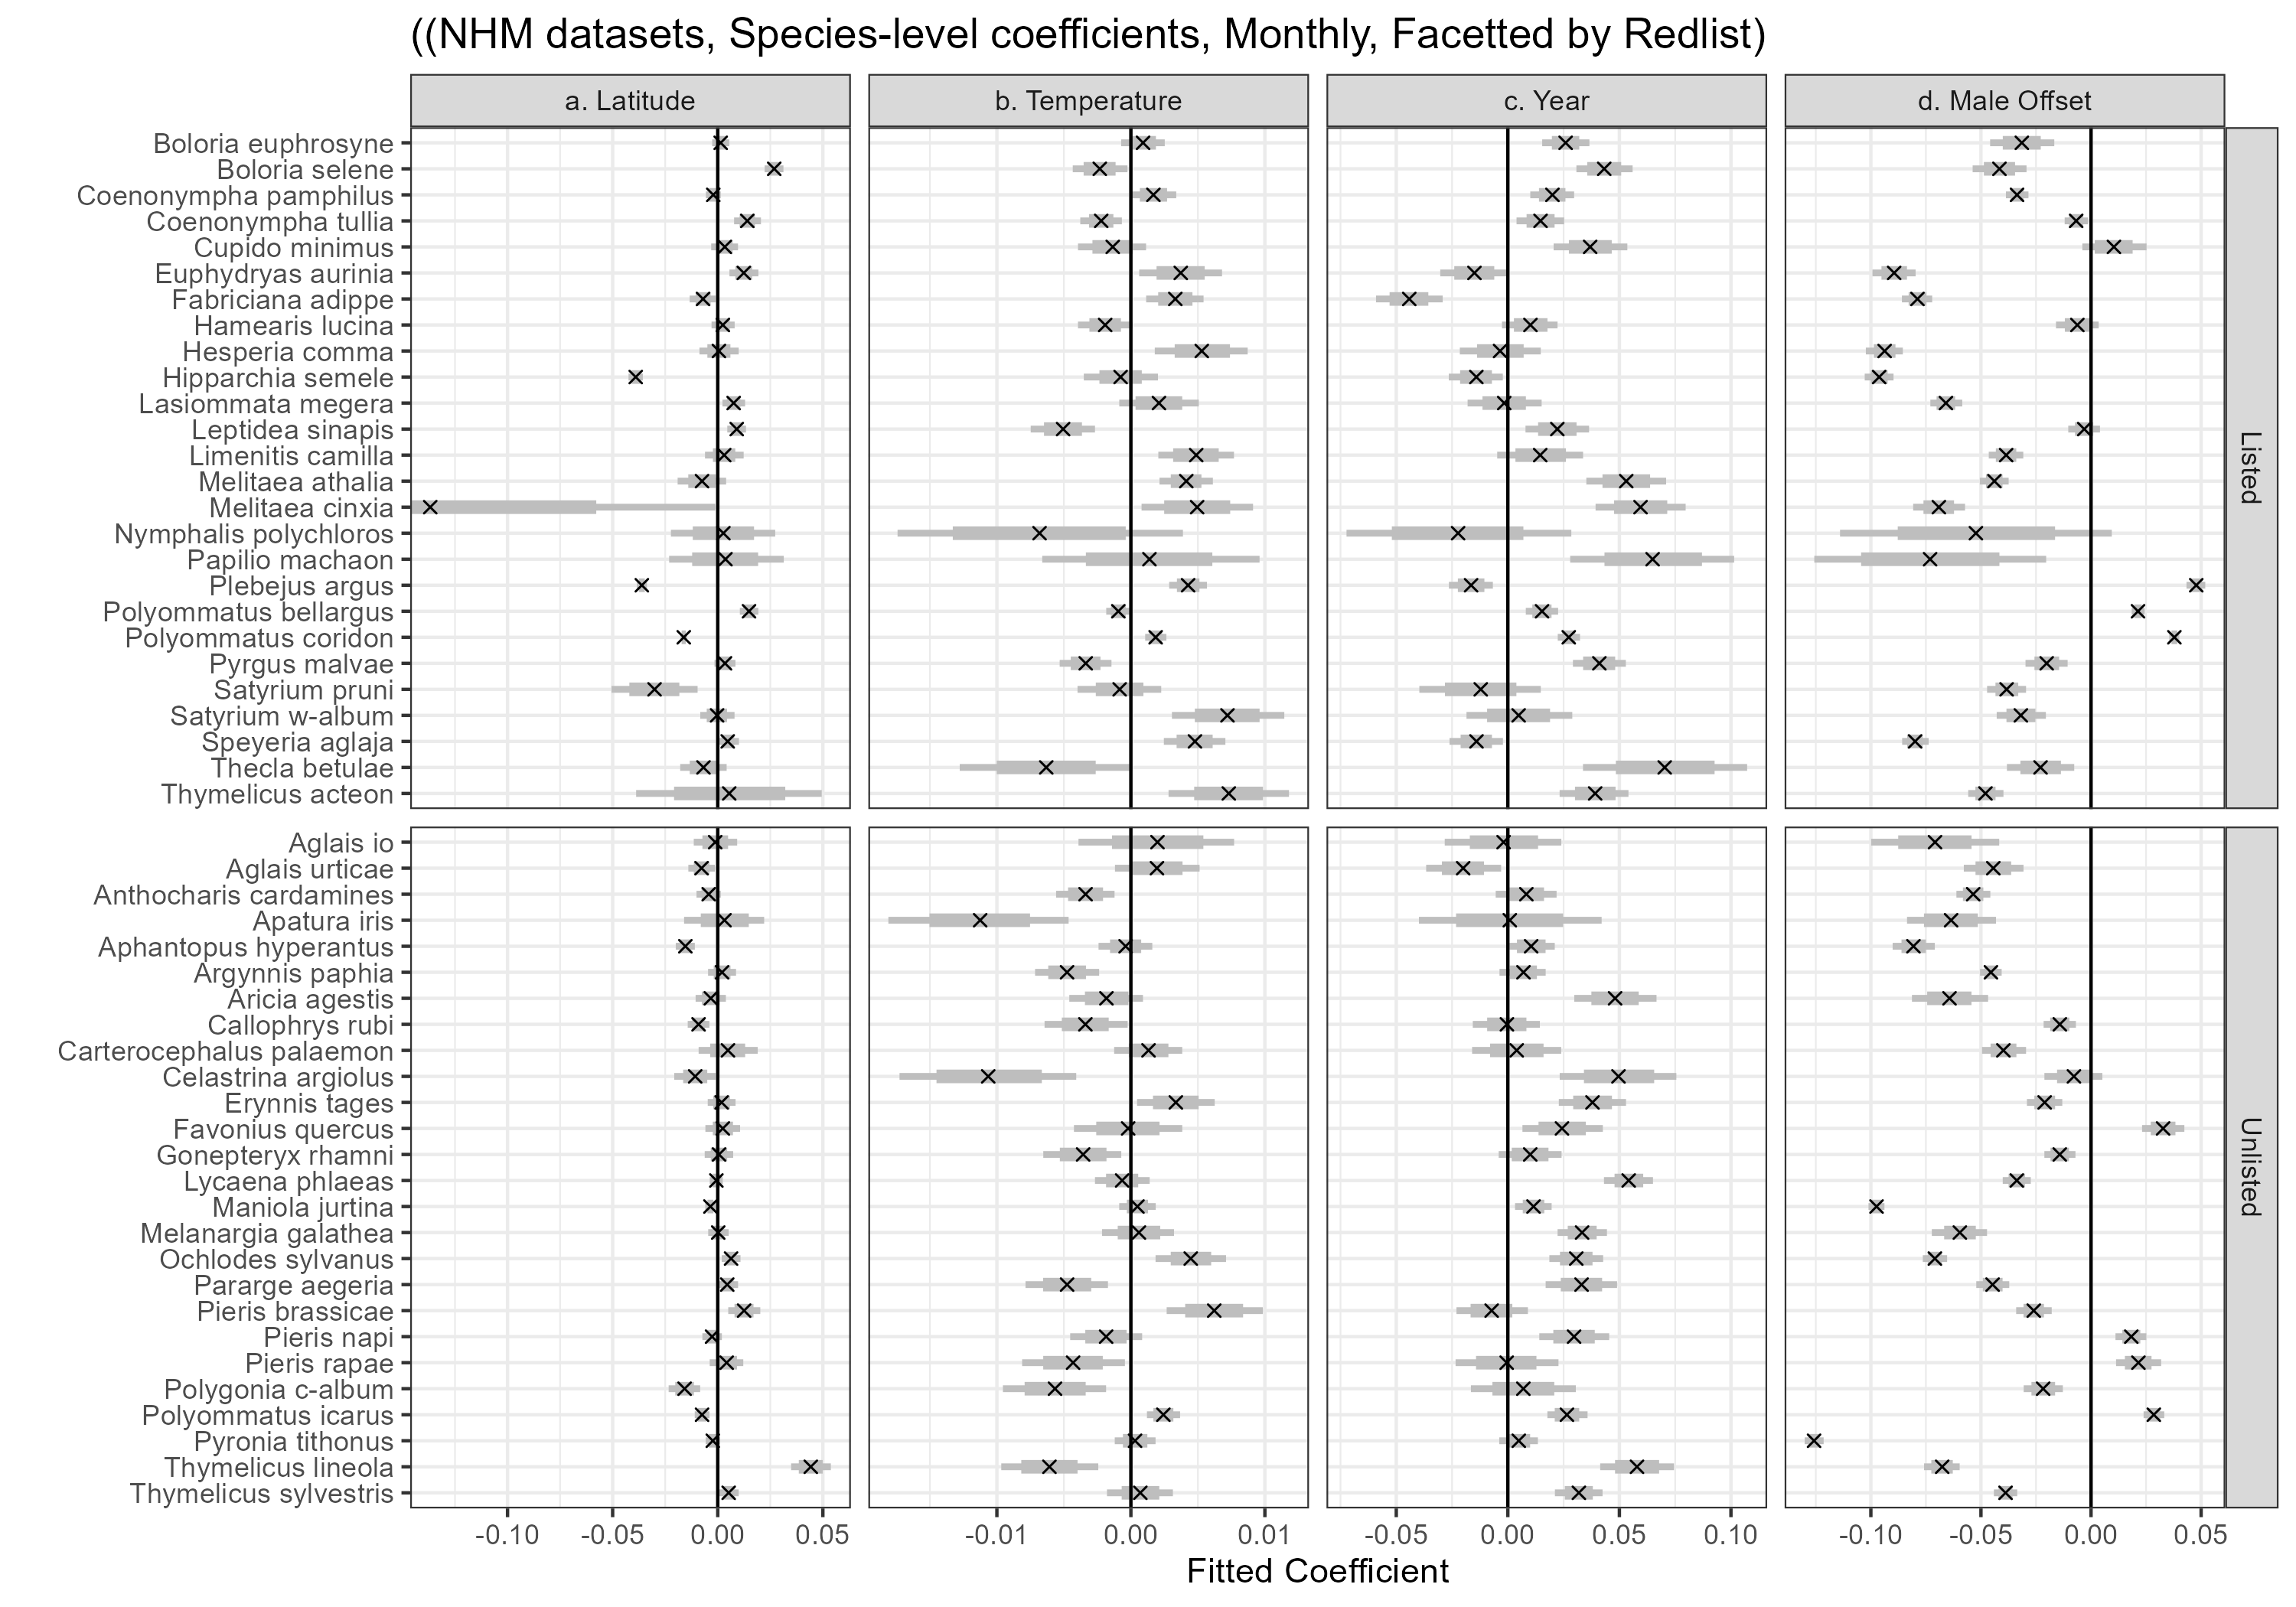 ((NHM datasets, Species-level coefficients, Monthly, Facetted by Redlist)
a. Latitude
b. Temperature
c. Year
d. Male Offset
Boloria euphrosyne
Boloria selene
Coenonympha pamphilus
Coenonympha tullia
Cupido minimus
Euphydryas aurinia
Fabriciana adippe
Hamearis lucina
Hesperia comma
Hipparchia semele
Lasiommata megera
Leptidea sinapis
Limenitis camilla
Melitaea athalia
Melitaea cinxia
Nymphalis polychloros
Papilio machaon
Plebejus argus
Polyommatus bellargus
Polyommatus coridon
Pyrgus malvae
Satyrium pruni
Satyrium w-album
Speyeria aglaja
Thecla betulae
Thymelicus acteon
Listed
Aglais io
Aglais urticae
Anthocharis cardamines
Apatura iris
Aphantopus hyperantus
Argynnis paphia
Aricia agestis
Callophrys rubi
Carterocephalus palaemon
Celastrina argiolus
Erynnis tages
Favonius quercus
Gonepteryx rhamni
Lycaena phlaeas
Maniola jurtina
Melanargia galathea
Ochlodes sylvanus
Pararge aegeria
Pieris brassicae
Pieris napi
Pieris rapae
Polygonia c-album
Polyommatus icarus
Pyronia tithonus
Thymelicus lineola
Thymelicus sylvestris
Unlisted
-0.10 -0.05 0.00 0.05
-0.01 0.00 0.01
-0.05 0.00 0.05 0.10
-0.10 -0.05 0.00 0.05
Fitted Coefficient